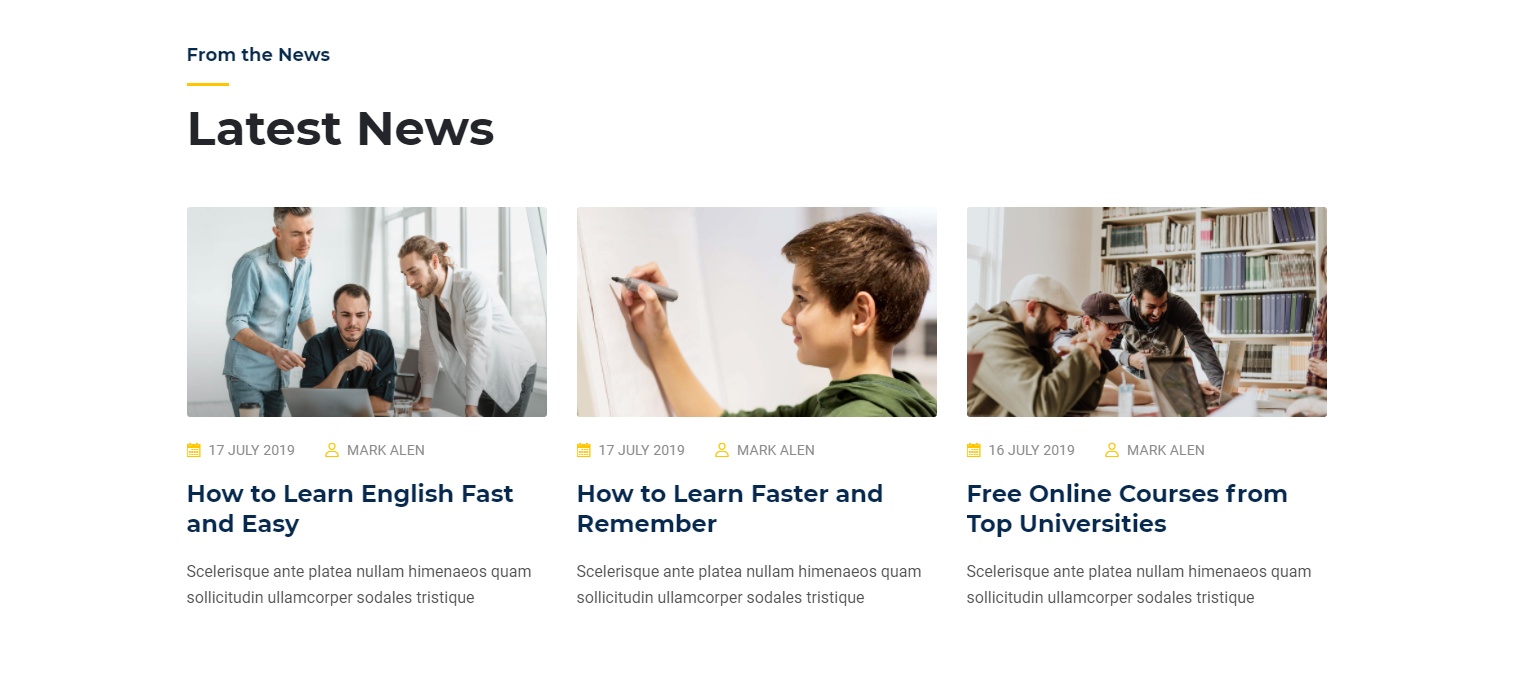 From the News
Latest News
17 JULY 2019
MARK ALEN
How to Learn English Fast
and Easy
Scelerisque ante platea nullam himenaeos quam
sollicitudin ullamcorper sodales tristique
17 JULY 2019
MARK ALEN
How to Learn Faster and
Remember
Scelerisque ante platea nullam himenaeos quam
sollicitudin ullamcorper sodales tristique
16 JULY 2019
MARK ALEN
Free Online Courses from
Top Universities
Scelerisque ante platea nullam himenaeos quam
sollicitudin ullamcorper sodales tristique